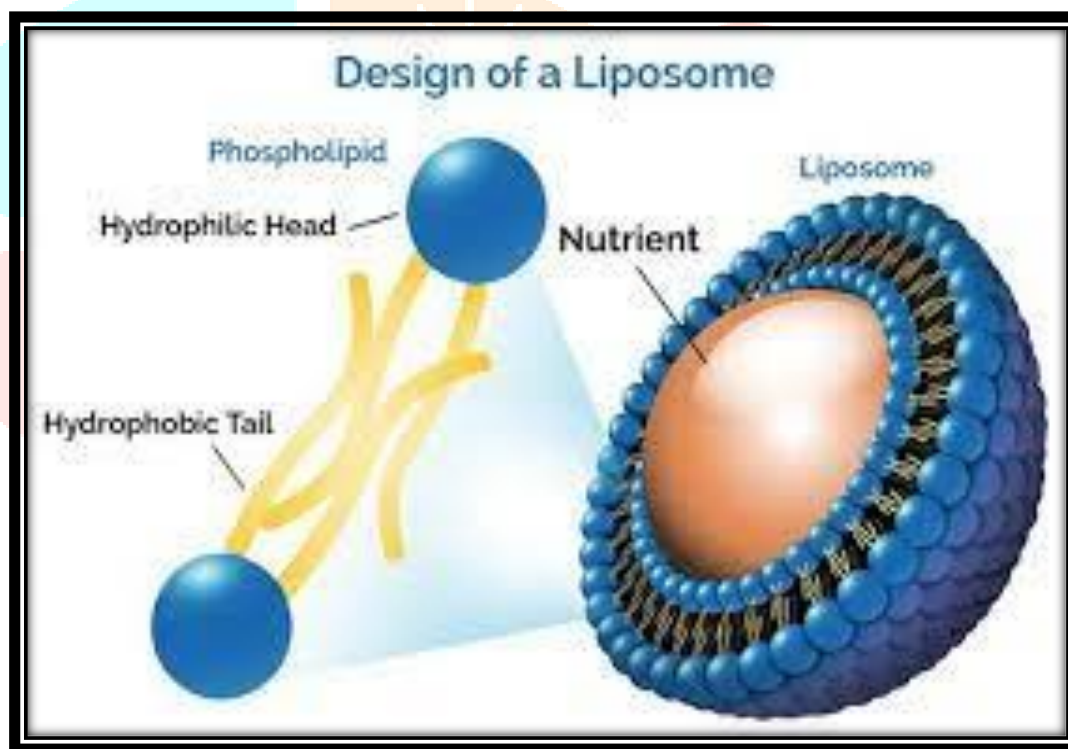 Design of a Liposome
Phospholipid
Liposome
Hydrophilic Head
Nutrient
Hydrophobic Tail